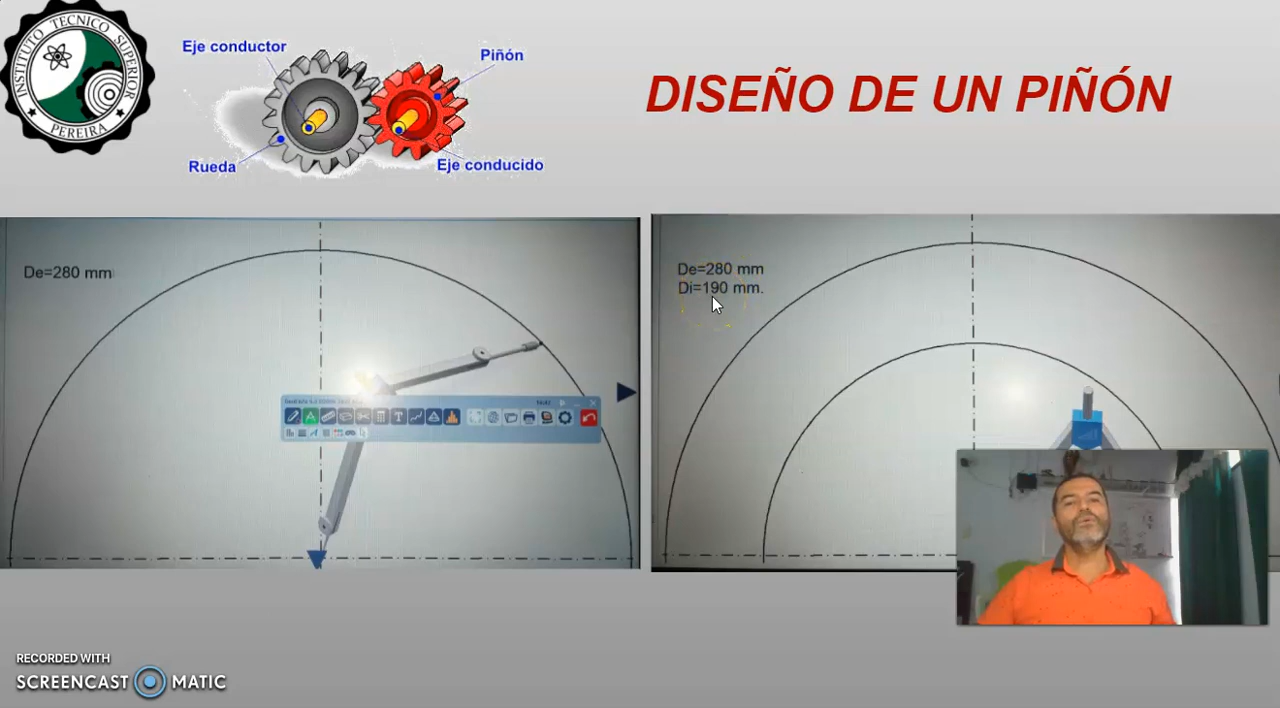 INSTITUTO TECNICO SUPERIOR
PEREIRA
Eje conductor
Piñón
Rueda
Eje conducido
DISEÑO DE UN PIÑÓN
De=280 mm
De=280 mm
Di=190 mm.
RECORDED WITH
SCREENCAST MATIC